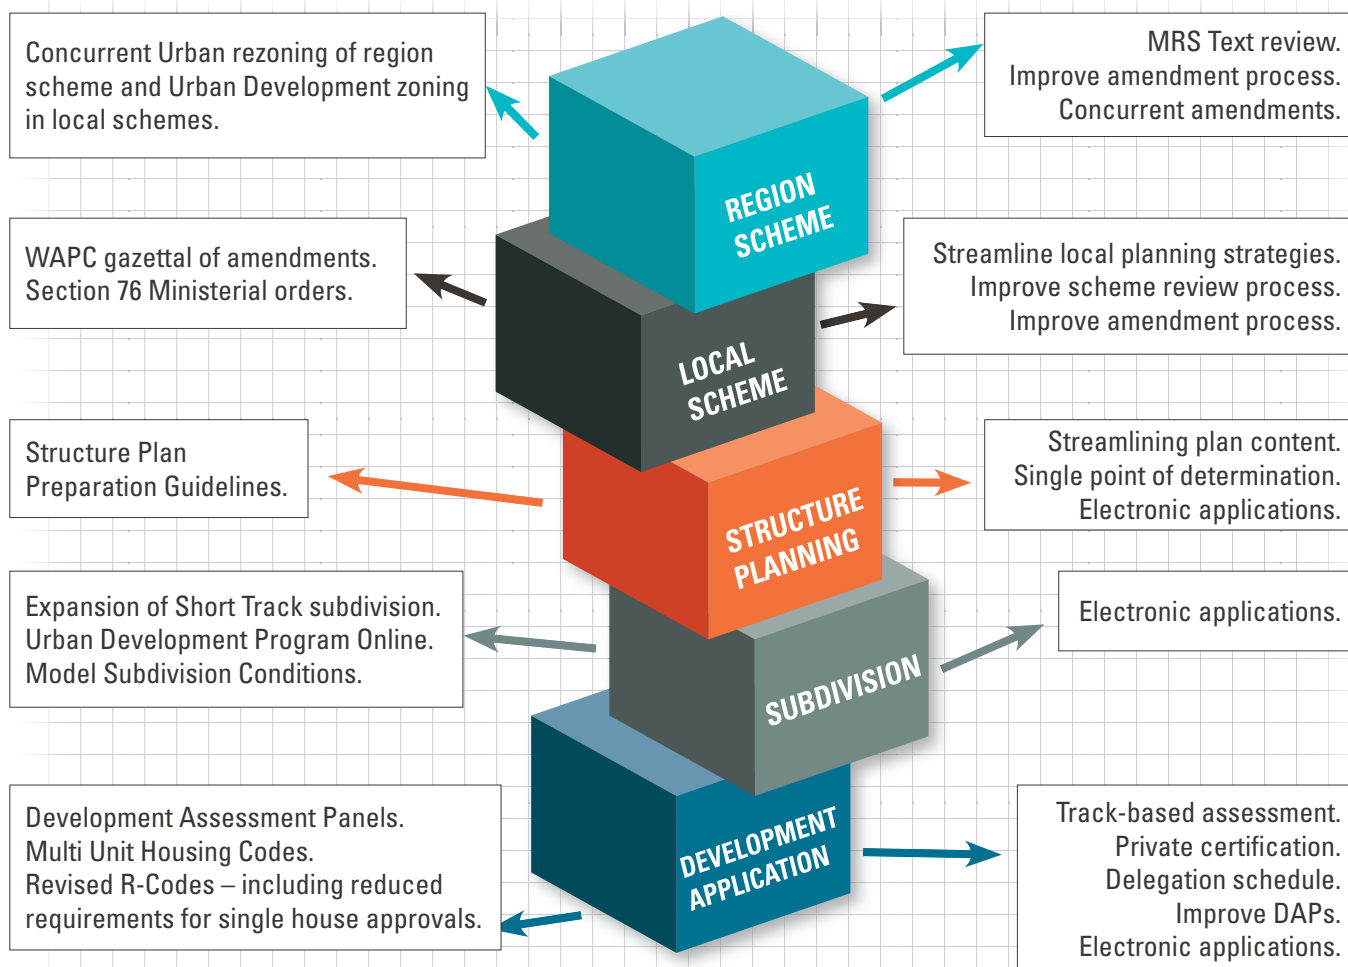 Concurrent Urban rezoning of region
scheme and Urban Development zoning
in local schemes.
REGION
SCHEME
MRS Text review.
Improve amendment process.
Concurrent amendments.
WAPC gazettal of amendments.
Section 76 Ministerial orders.
LOCAL
SCHEME
Streamline local planning strategies.
Improve scheme review process.
Improve amendment process.
Structure Plan
Preparation Guidelines.
STRUCTURE
PLANNING
Streamlining plan content.
Single point of determination.
Electronic applications.
Expansion of Short Track subdivision.
Urban Development Program Online.
Model Subdivision Conditions.
SUBDIVISION
Electronic applications.
Development Assessment Panels.
Multi Unit Housing Codes.
Revised R-Codes – including reduced
requirements for single house approvals.
DEVELOPMENT
APPLICATION
Track-based assessment.
Private certification.
Delegation schedule.
Improve DAPs.
Electronic applications.